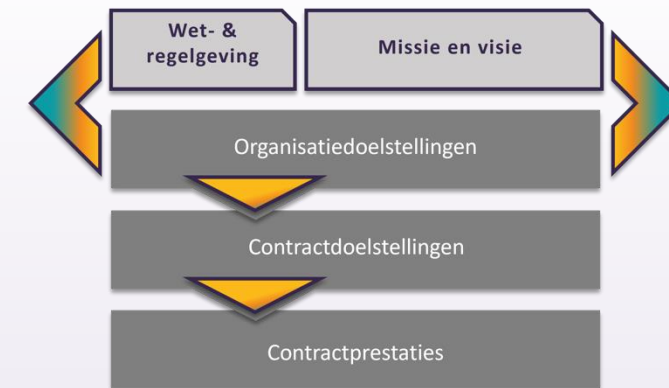 Wet- &
regelgeving
Missie en visie
Organisatiedoelstellingen
Contractdoelstellingen
Contractprestaties